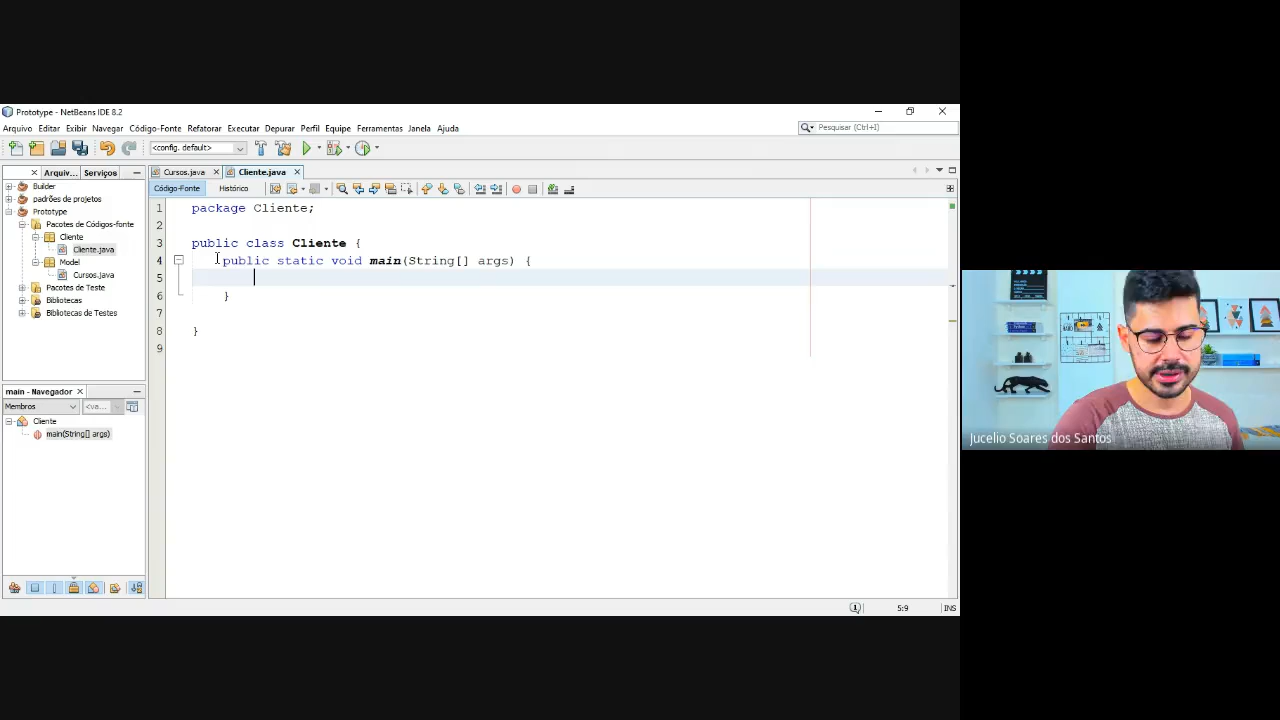 Prototype - NetBeans IDE 8.2
Arquivo Editar Exibir Navegar Código-Fonte Refatorar Executar Depurar Perfil Equipe Ferramentas Janela Ajuda
Pesquisar (Ctrl+I)
<config. default>
Arquiv... Serviços
Cursos.java Cliente.java
Código-Fonte Histórico
Builder
padrões de projetos
Prototype
Pacotes de Códigos-fonte
Cliente
Cliente.java
Model
Cursos.java
Pacotes de Teste
Bibliotecas
Bibliotecas de Testes
1 package Cliente;
2
3 public class Cliente {
4 public static void main(String[] args) {
5
6 }
7
8 }
9
main - Navegador
Membros <va...
Cliente
main(String[] args)
5:9 INS
Jucelio Soares dos Santos